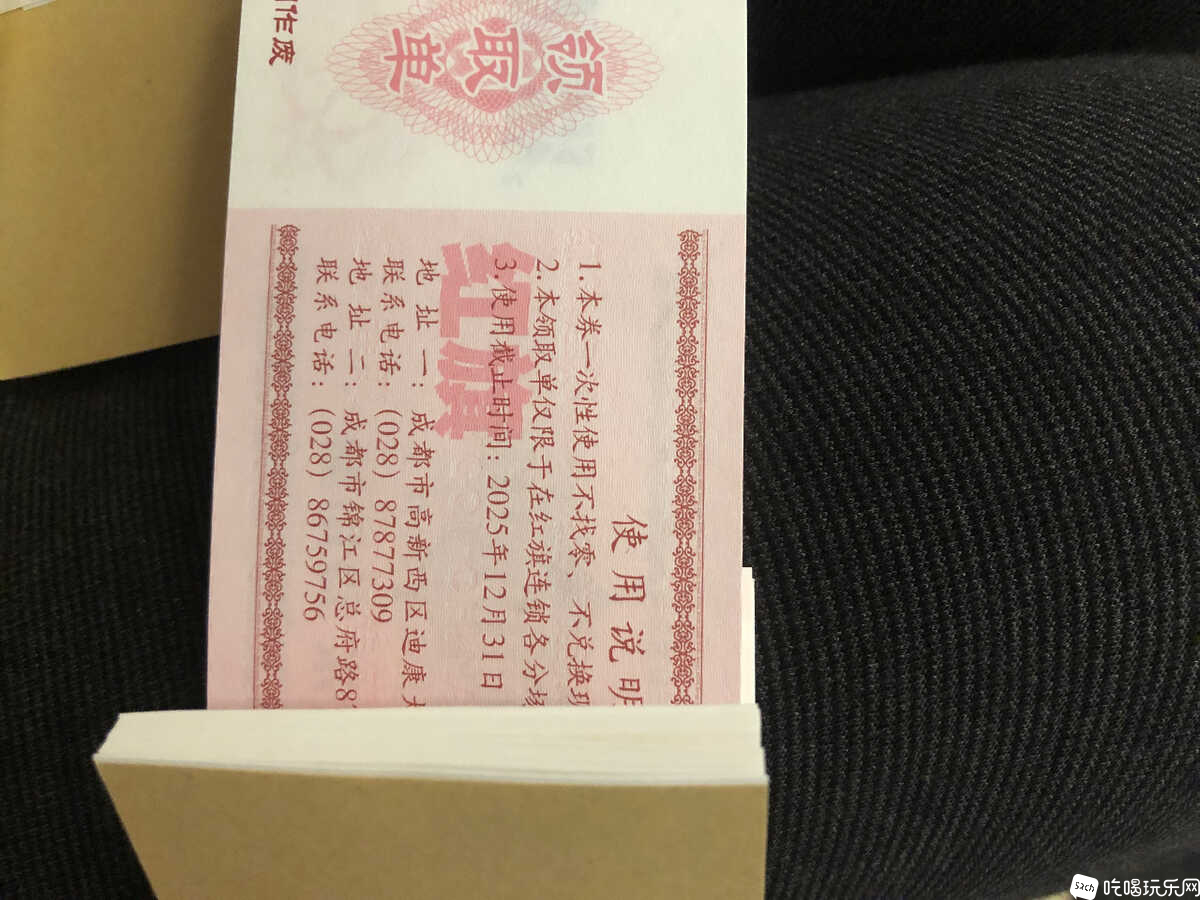 作废
领取单
红旗
使用说明
1.本券一次性使用不找零、不兑换
2.本领取单仅限于在红旗连锁各分场
3.使用截止时间：2025年12月31日
地址一：成都市高新西区迪康
联系电话：(028) 87877309
地址二：成都市锦江区总府路8
联系电话：(028) 86759756
523ch 吃喝玩乐网